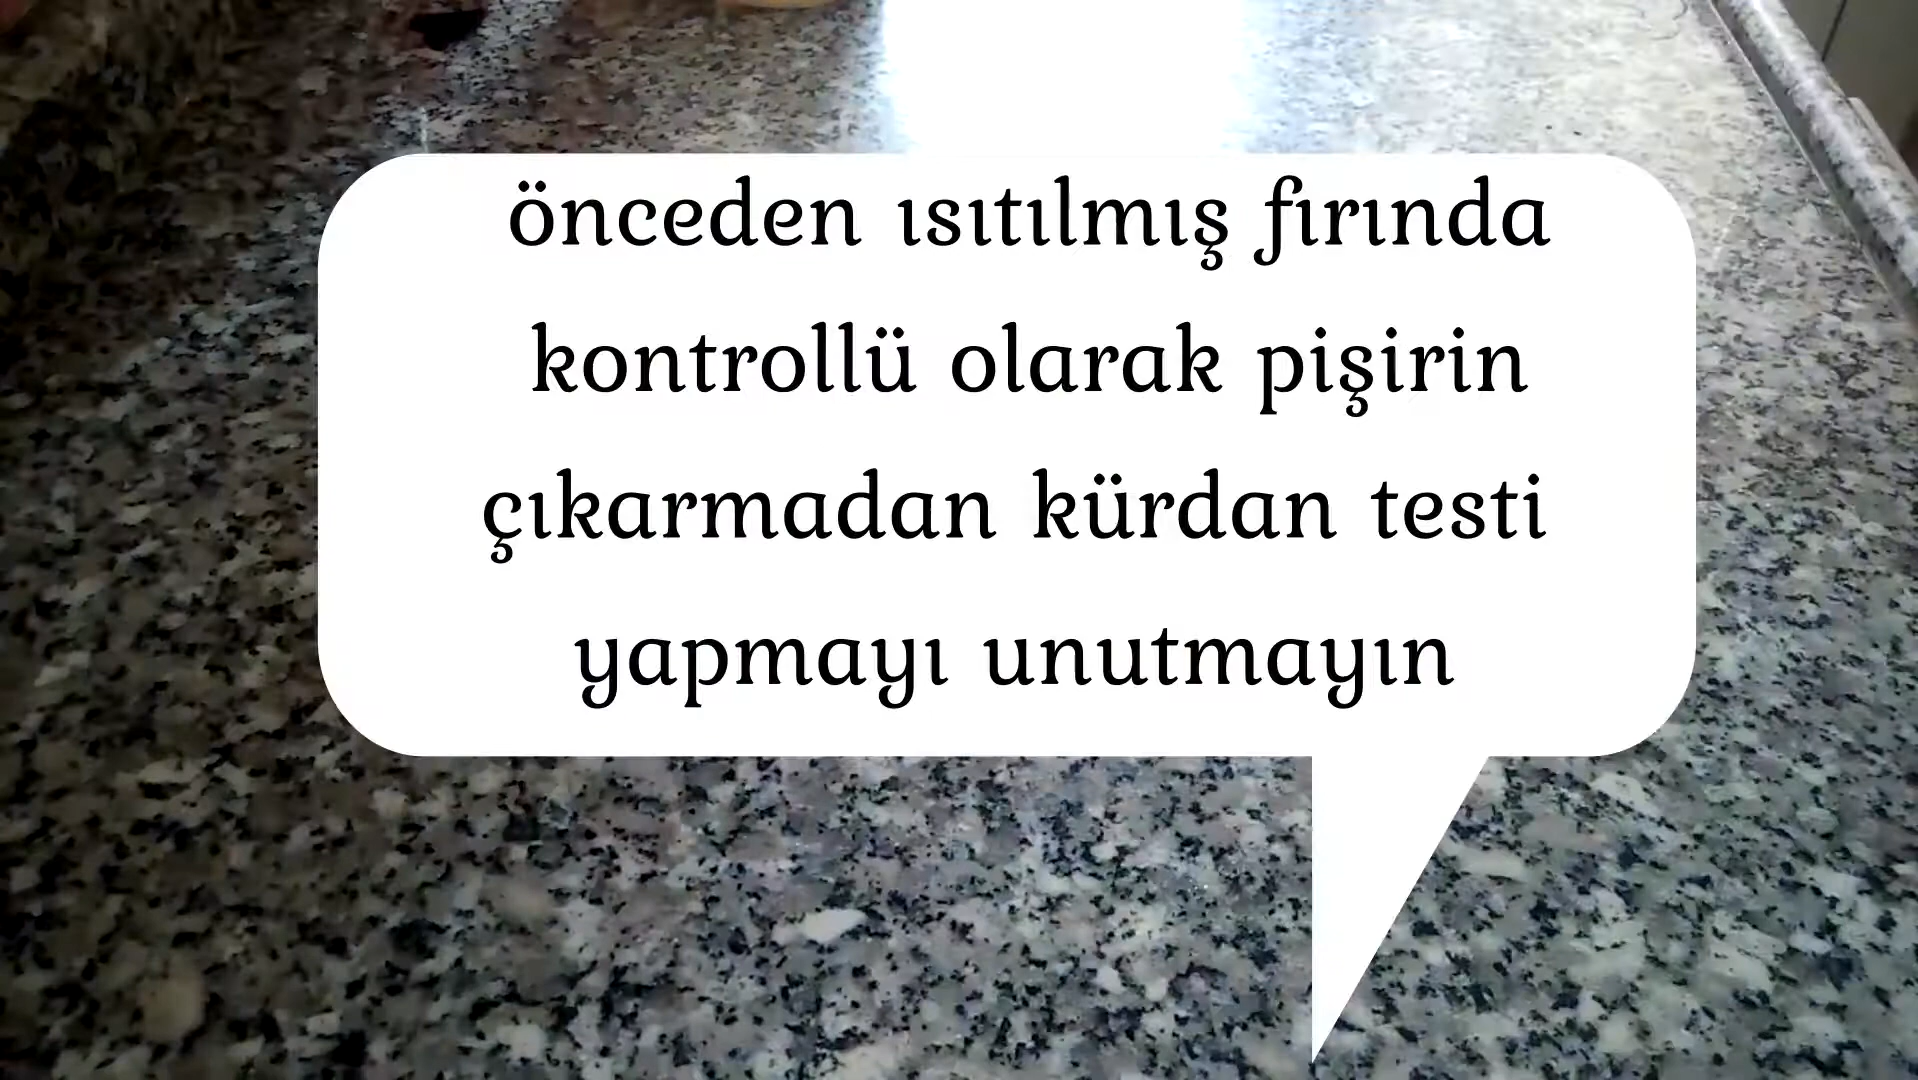 önceden ısıtılmış fırında
kontrollü olarak pişirin
çıkarmadan kürdan testi
yapmayı unutmayın